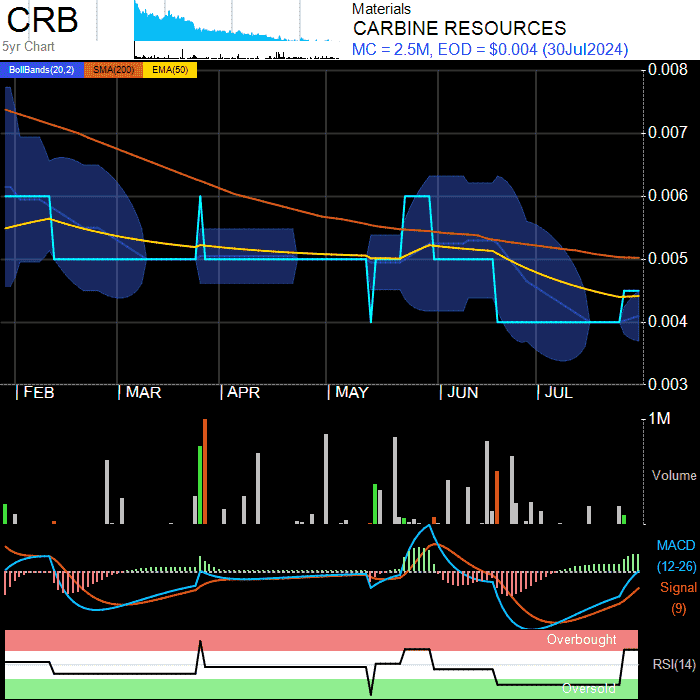 CRB
5yr Chart
Materials
CARBINE RESOURCES
MC = 2.5M, EOD = $0.004 (30Jul2024)
BollBands(20,2) SMA(200) EMA(50)
0.008
0.007
0.006
0.005
0.004
0.003
FEB MAR APR MAY JUN JUL
1M
Volume
MACD
(12-26)
Signal
(9)
Overbought
RSI(14)
Oversold